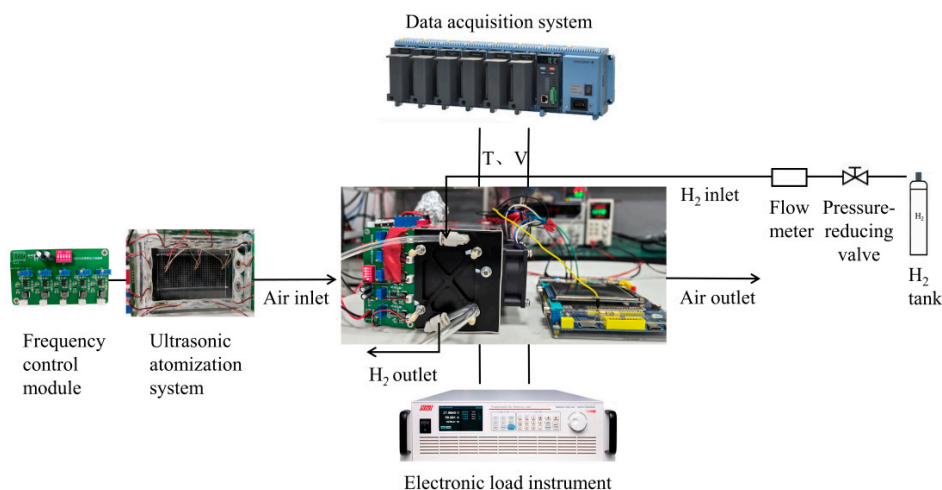 Data acquisition system
T、V
H₂ inlet
Flow
meter
Pressure-
reducing
valve
H₂
H₂
tank
Air inlet
Air outlet
Frequency
control
module
Ultrasonic
atomization
system
H₂ outlet
Electronic load instrument